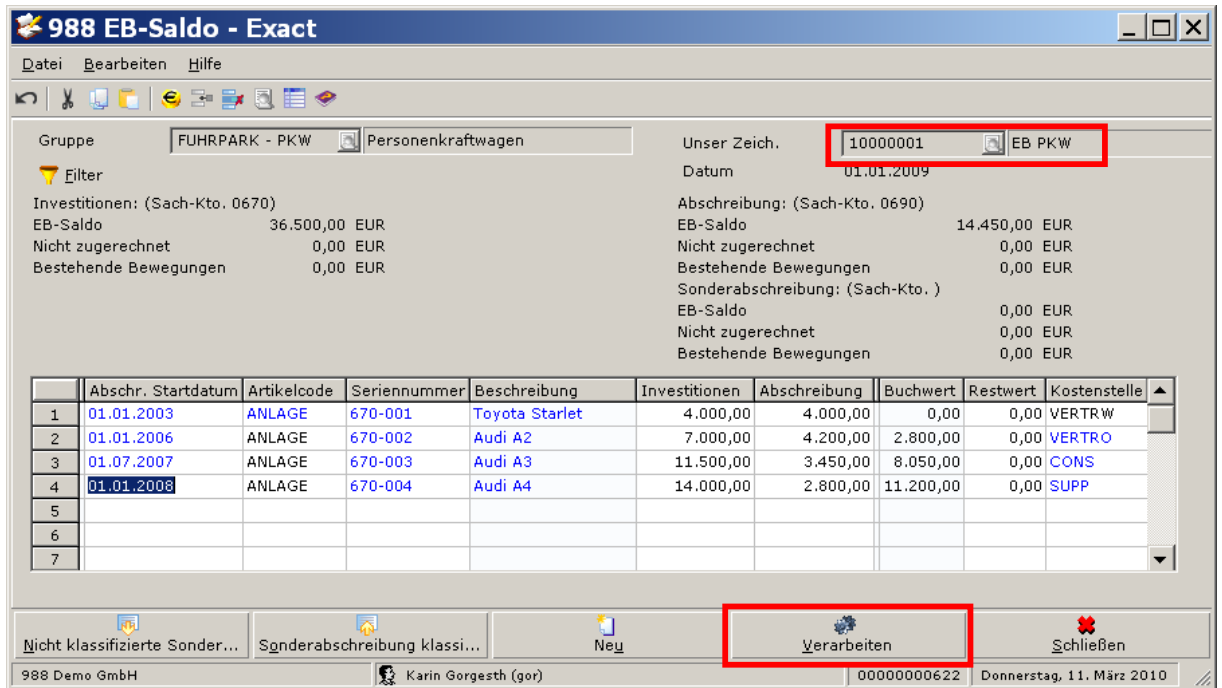 988 EB-Saldo - Exact
Datei Bearbeiten Hilfe
Gruppe FUHRPARK - PKW Personenkraftwagen
Unser Zeich. 10000001 EB PKW
Filter
Datum 01.01.2009
Investitionen: (Sach-Kto. 0670)
EB-Saldo 36.500,00 EUR
Nicht zugerechnet 0,00 EUR
Bestehende Bewegungen 0,00 EUR
Abschreibung: (Sach-Kto. 0690)
EB-Saldo 14.450,00 EUR
Nicht zugerechnet 0,00 EUR
Bestehende Bewegungen 0,00 EUR
Sonderabschreibung: (Sach-Kto. )
EB-Saldo 0,00 EUR
Nicht zugerechnet 0,00 EUR
Bestehende Bewegungen 0,00 EUR
Abschr. Startdatum Artikelcode Seriennummer Beschreibung Investitionen Abschreibung Buchwert Restwert Kostenstelle
1 01.01.2003 ANLAGE 670-001 Toyota Starlet 4.000,00 4.000,00 0,00 0,00 VERTRW
2 01.01.2006 ANLAGE 670-002 Audi A2 7.000,00 4.200,00 2.800,00 0,00 VERTRO
3 01.07.2007 ANLAGE 670-003 Audi A3 11.500,00 3.450,00 8.050,00 0,00 CONS
4 01.01.2008 ANLAGE 670-004 Audi A4 14.000,00 2.800,00 11.200,00 0,00 SUPP
5
6
7
Nicht klassifizierte Sonder... Sonderabschreibung klassi... Neu Verarbeiten Schließen
988 Demo GmbH Karin Gorgesth (gor) 00000000622 Donnerstag, 11. März 2010